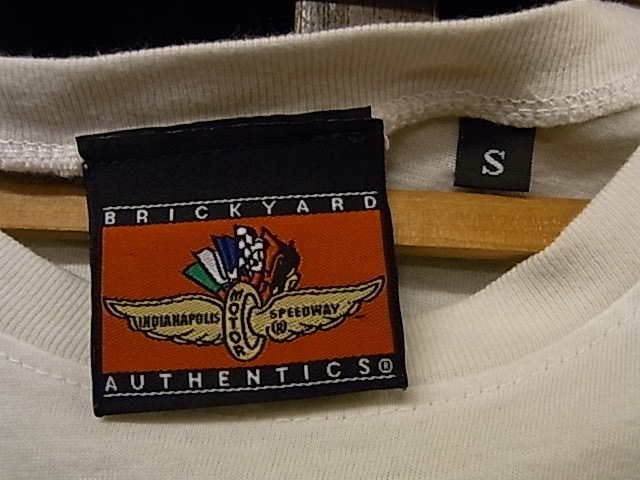 BRICKYARD
INDIANAPOLIS MOTOR SPEEDWAY ®
AUTHENTICS®
S